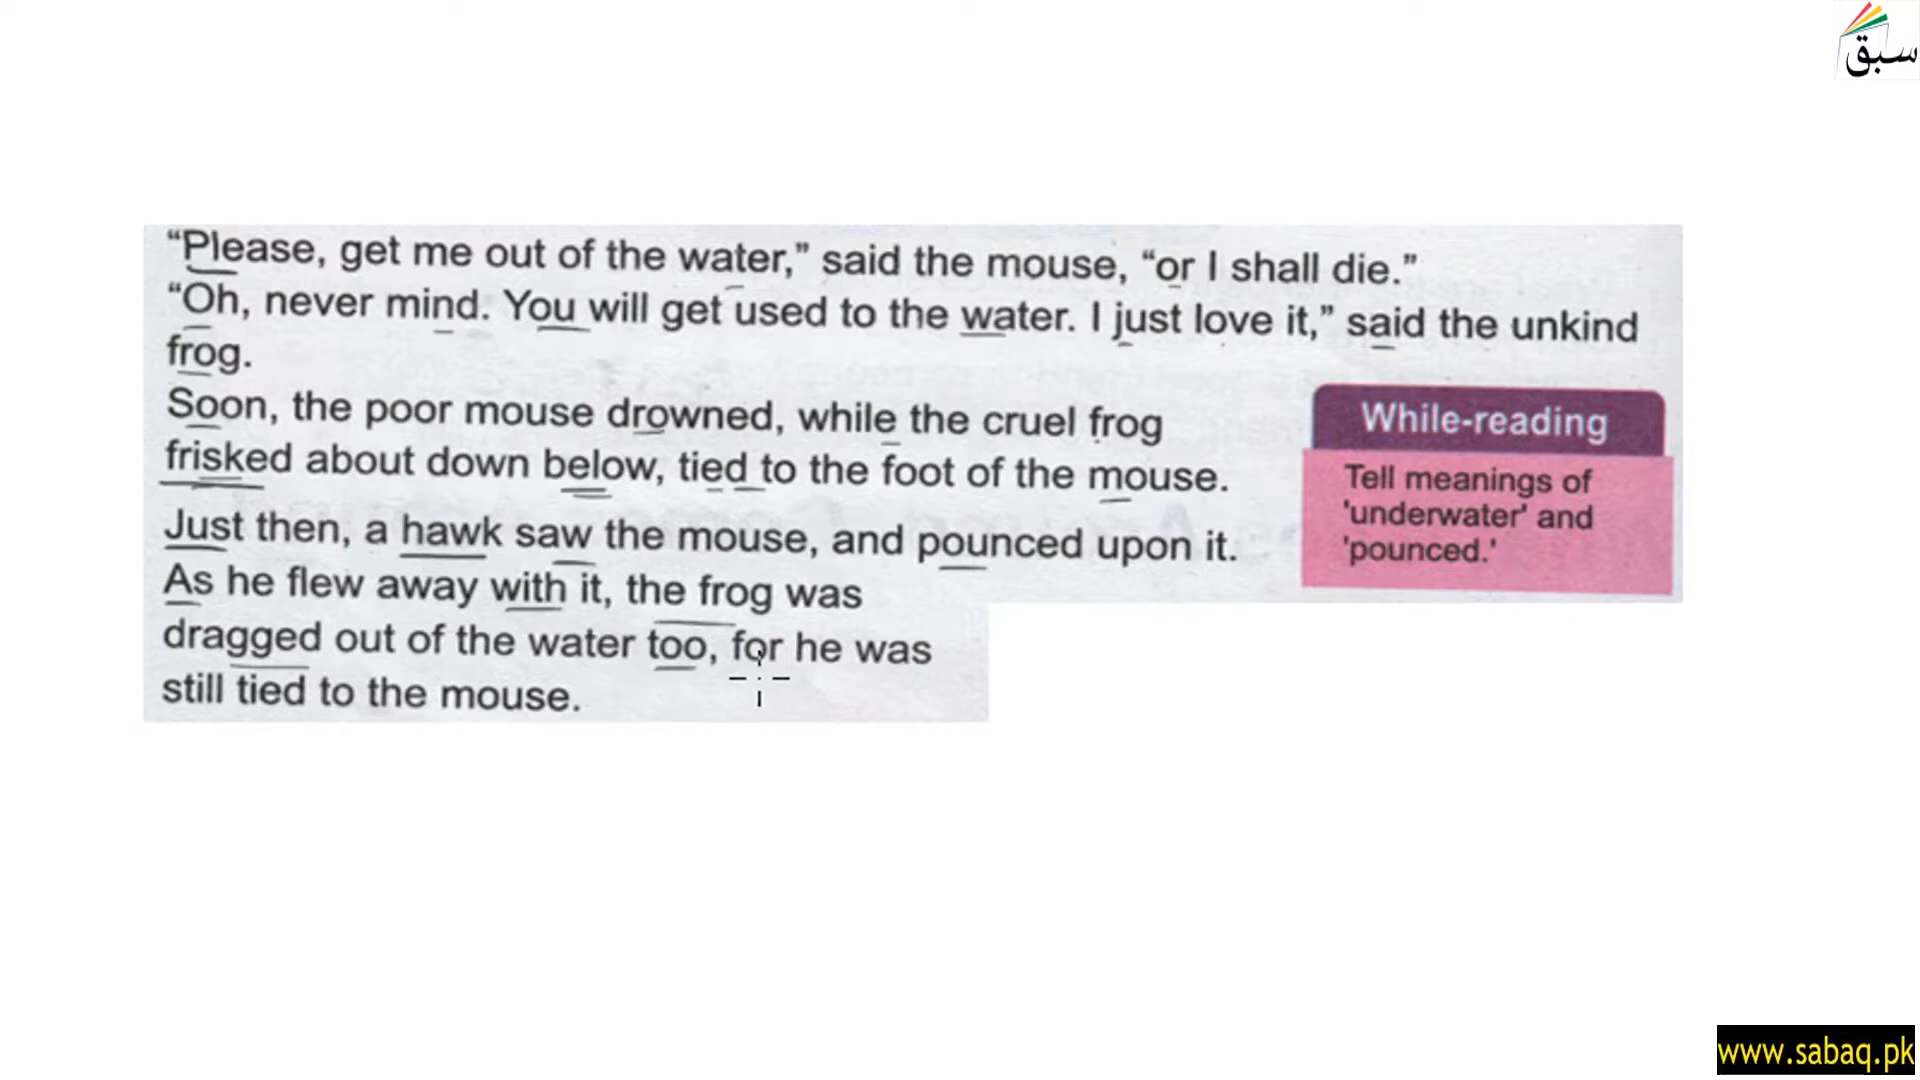 سبق
“Please, get me out of the water,” said the mouse, “or I shall die.”
“Oh, never mind. You will get used to the water. I just love it,” said the unkind
frog.
Soon, the poor mouse drowned, while the cruel frog
frisked about down below, tied to the foot of the mouse.
Just then, a hawk saw the mouse, and pounced upon it.
As he flew away with it, the frog was
dragged out of the water too, for he was
still tied to the mouse.
While-reading
Tell meanings of
'underwater' and
'pounced.'
www.sabaq.pk